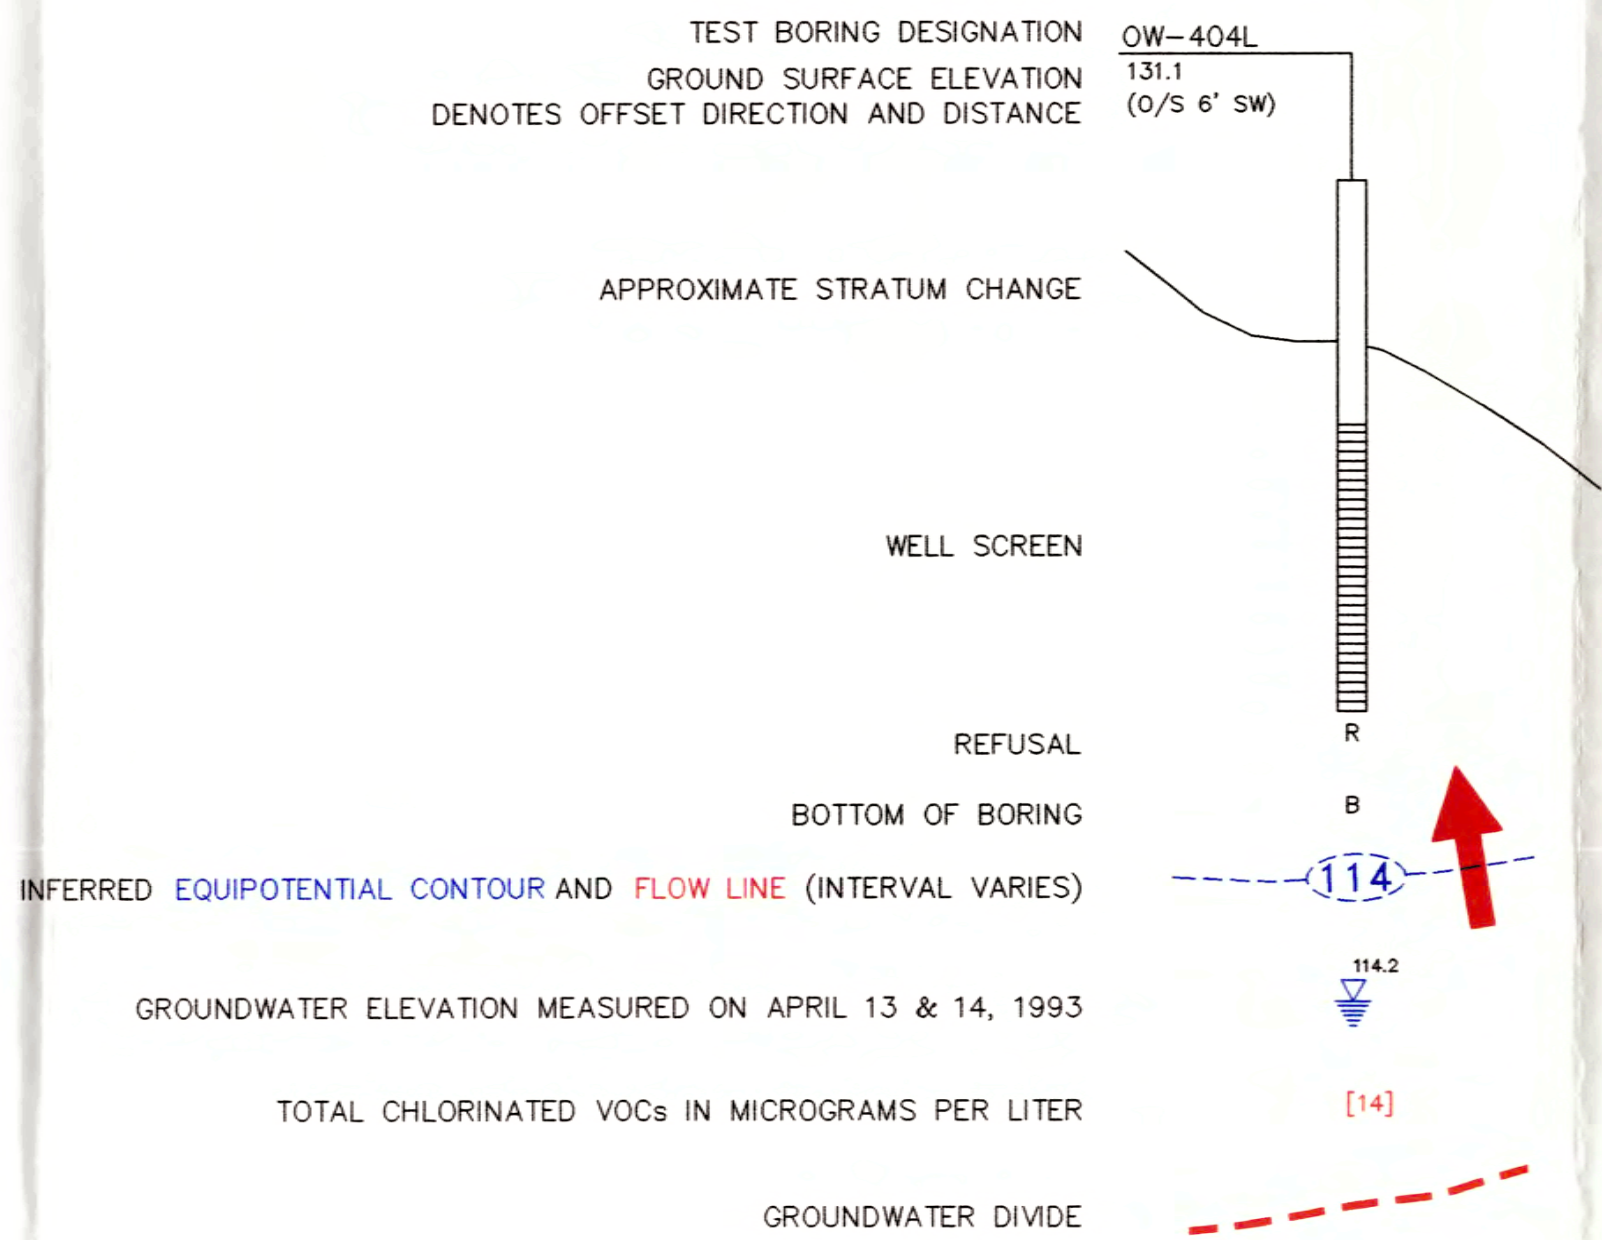 TEST BORING DESIGNATION OW-404L
GROUND SURFACE ELEVATION 131.1
DENOTES OFFSET DIRECTION AND DISTANCE (O/S 6' SW)
APPROXIMATE STRATUM CHANGE
WELL SCREEN
REFUSAL R
BOTTOM OF BORING B
INFERRED EQUIPOTENTIAL CONTOUR AND FLOW LINE (INTERVAL VARIES) 114
114.2
GROUNDWATER ELEVATION MEASURED ON APRIL 13 & 14, 1993
TOTAL CHLORINATED VOCs IN MICROGRAMS PER LITER [14]
GROUNDWATER DIVIDE